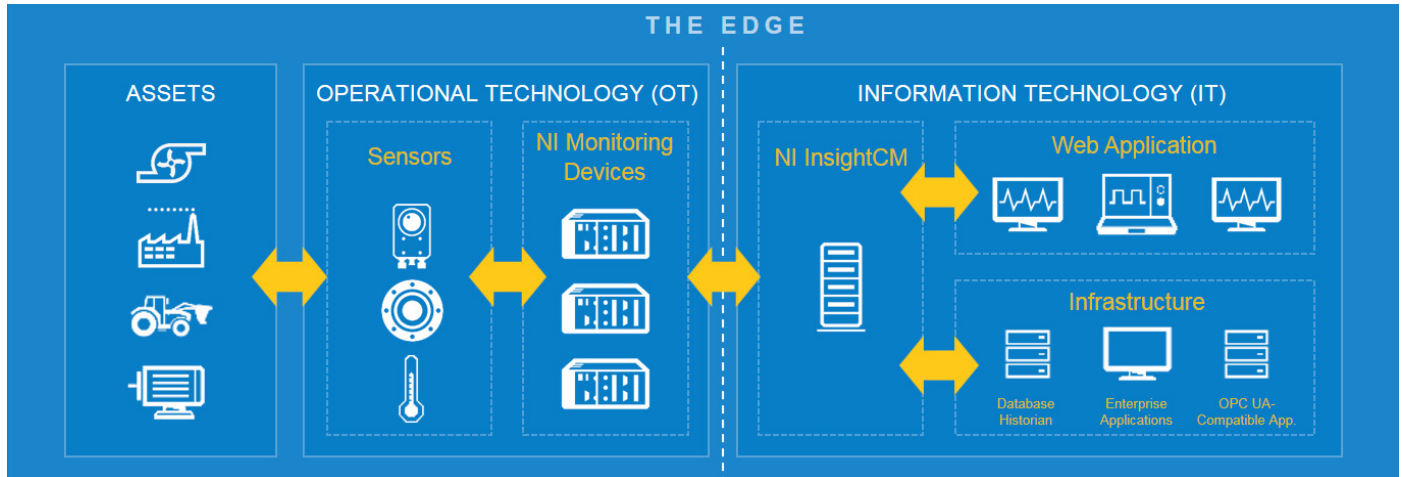 THE EDGE
ASSETS
OPERATIONAL TECHNOLOGY (OT)
Sensors
NI Monitoring
Devices
INFORMATION TECHNOLOGY (IT)
NI InsightCM
Web Application
C
Infrastructure
Database
Historian
Enterprise
Applications
OPC UA-
Compatible App.